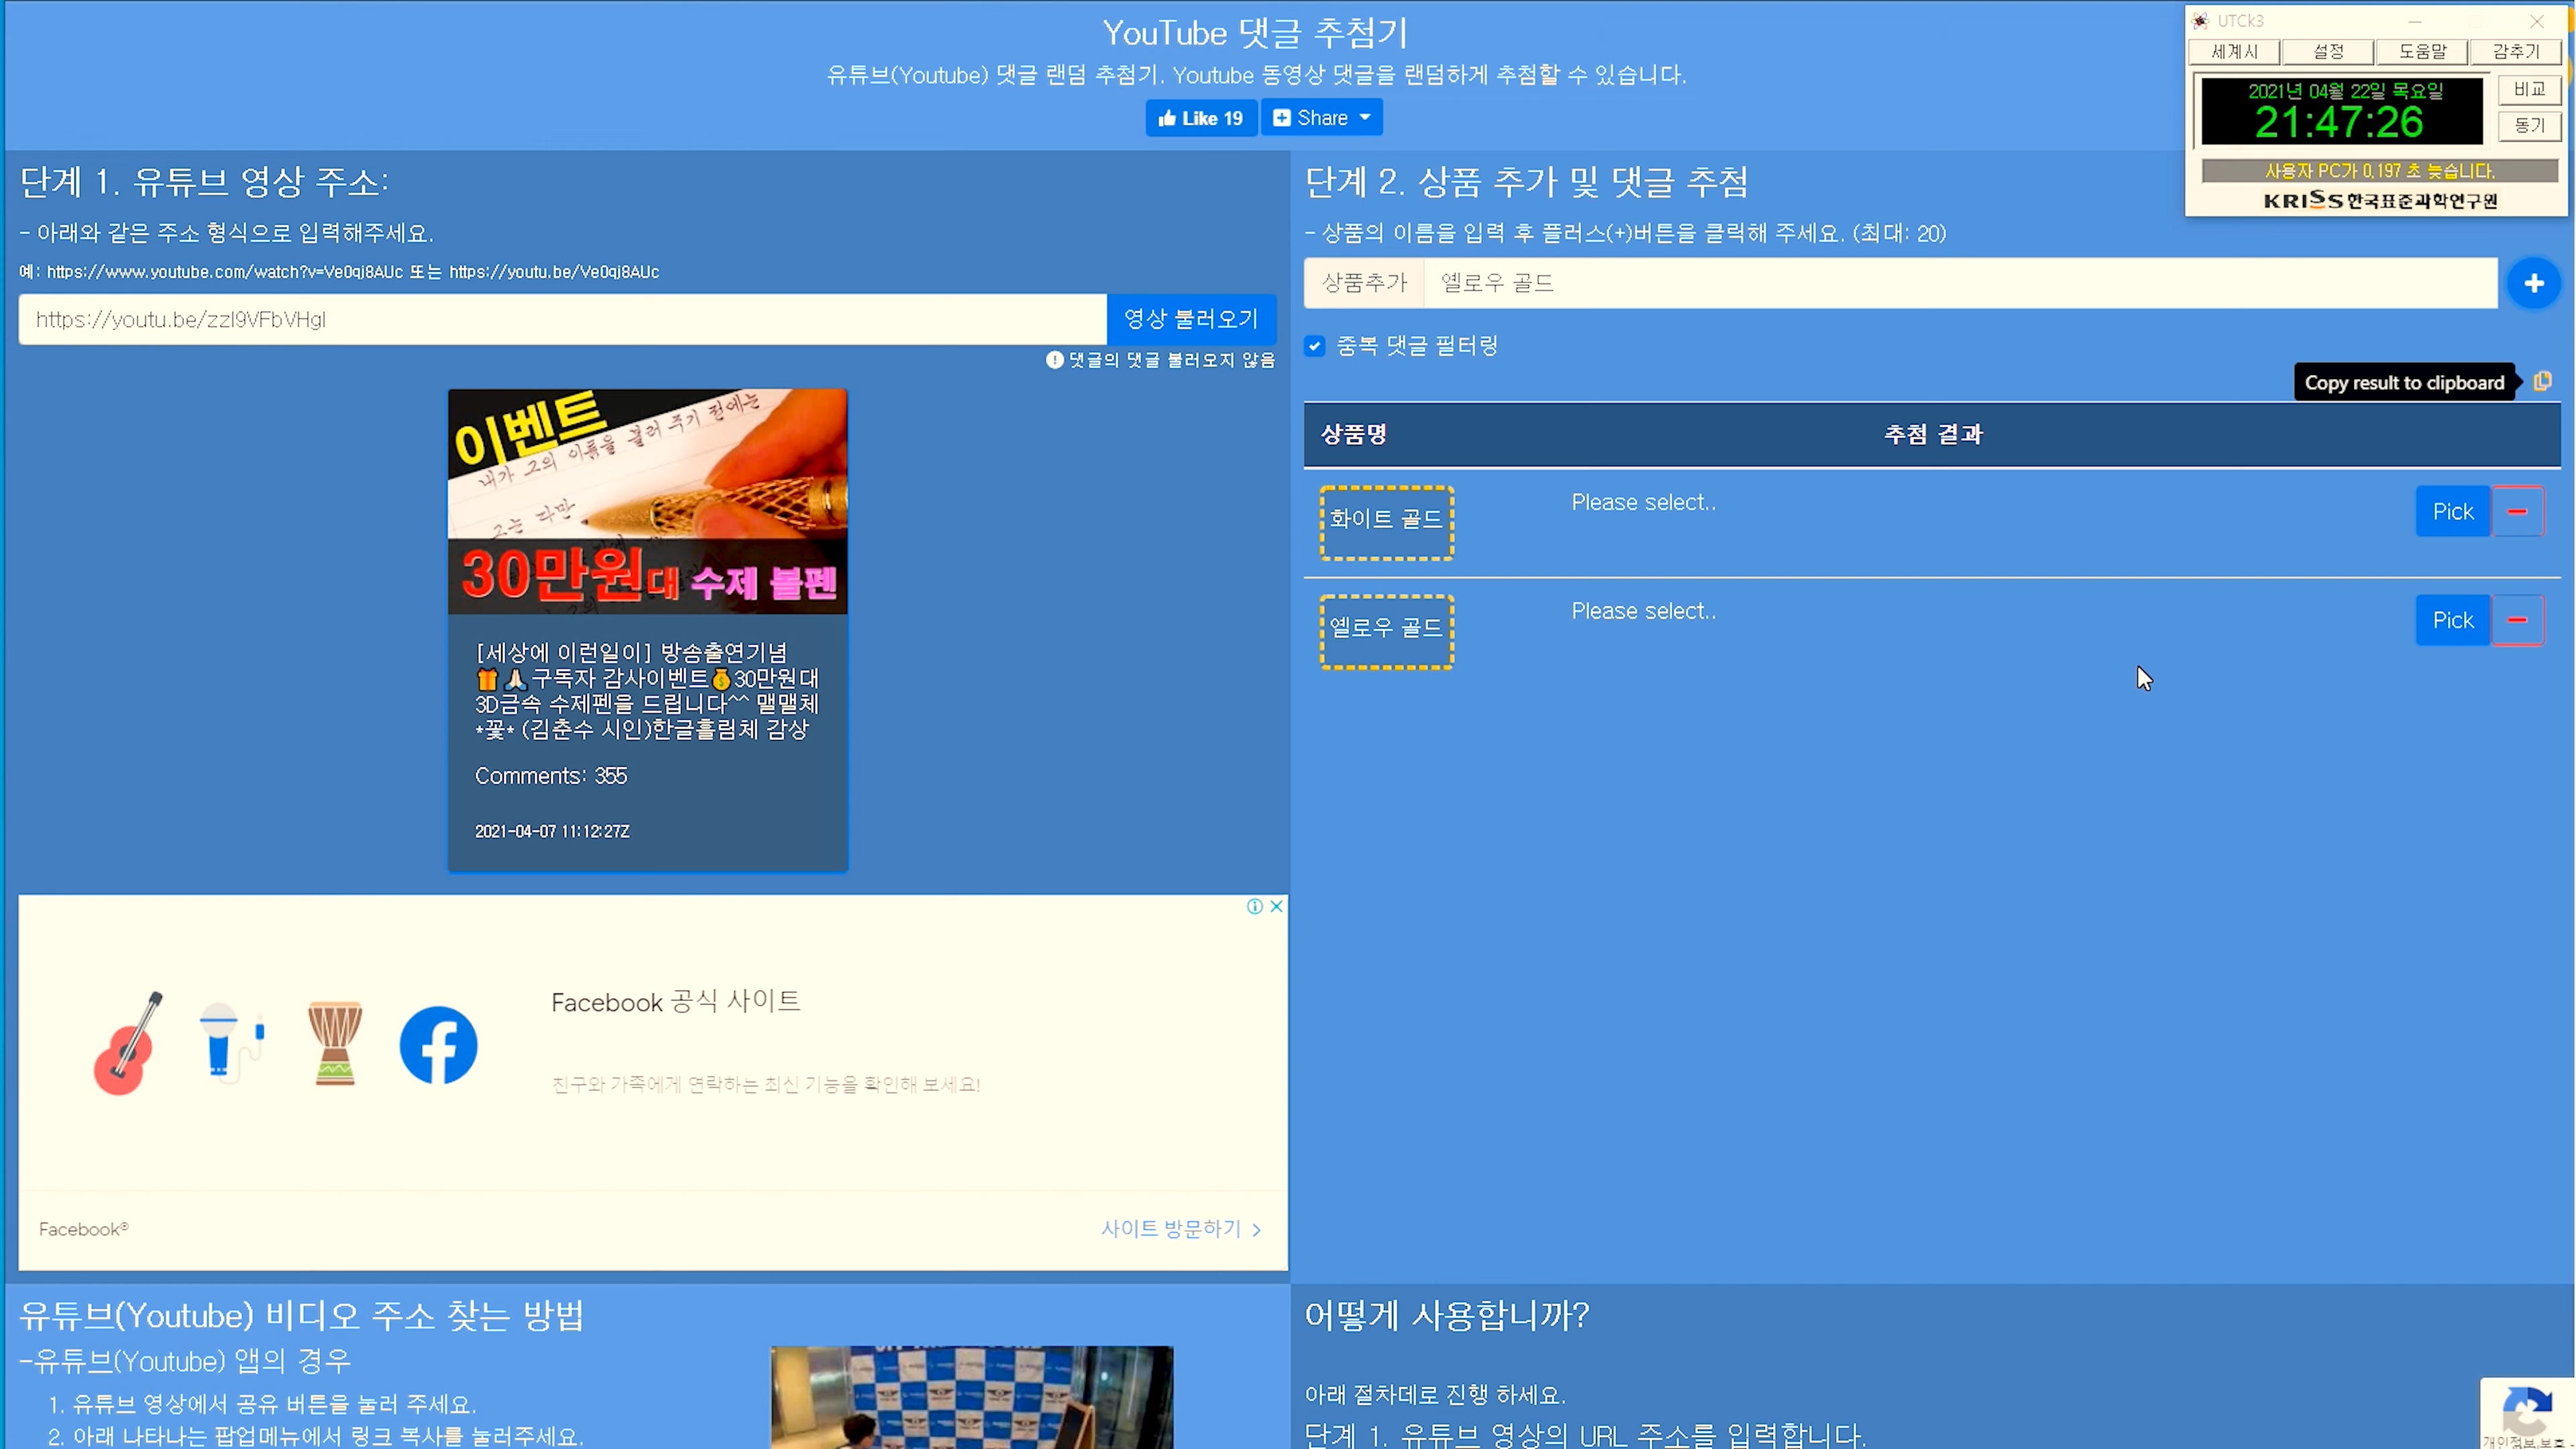 YouTube 댓글 추첨기
유튜브(Youtube) 댓글 랜덤 추첨기. Youtube 동영상 댓글을 랜덤하게 추첨할 수 있습니다.
Like 19 Share
UTCk3
세계시 설정 도움말 감추기
2021년 04월 22일 목요일
21:47:26
비교
동기
사용자 PC가 0.197 초 늦습니다.
KRISS 한국표준과학연구원
단계 1. 유튜브 영상 주소:
- 아래와 같은 주소 형식으로 입력해주세요.
예: https://www.youtube.com/watch?v=Ve0qj8AUc 또는 https://youtu.be/Ve0qj8AUc
https://youtu.be/zzI9VFbVHgI 영상 불러오기
댓글의 댓글 불러오지 않음
이벤트
내가 그의 이름을 불러 주기 전에는
그는 다만
30만원대 수제 볼펜
[세상에 이런일이] 방송출연기념
🎁🙏구독자 감사이벤트💰30만원대
3D금속 수제펜을 드립니다^^ 맬맬체
*꽃* (김춘수 시인)한글흘림체 감상
Comments: 355
2021-04-07 11:12:27Z
Facebook 공식 사이트
친구와 가족에게 연락하는 최신 기능을 확인해 보세요!
Facebook®
사이트 방문하기 >
단계 2. 상품 추가 및 댓글 추첨
- 상품의 이름을 입력 후 플러스(+)버튼을 클릭해 주세요. (최대: 20)
상품추가 옐로우 골드
중복 댓글 필터링
Copy result to clipboard
상품명 추첨 결과
화이트 골드 Please select.. Pick
옐로우 골드 Please select.. Pick
유튜브(Youtube) 비디오 주소 찾는 방법
-유튜브(Youtube) 앱의 경우
1. 유튜브 영상에서 공유 버튼을 눌러 주세요.
2. 아래 나타나는 팝업메뉴에서 링크 복사를 눌러주세요.
어떻게 사용합니까?
아래 절차데로 진행 하세요.
단계 1. 유튜브 영상의 URL 주소를 입력합니다.